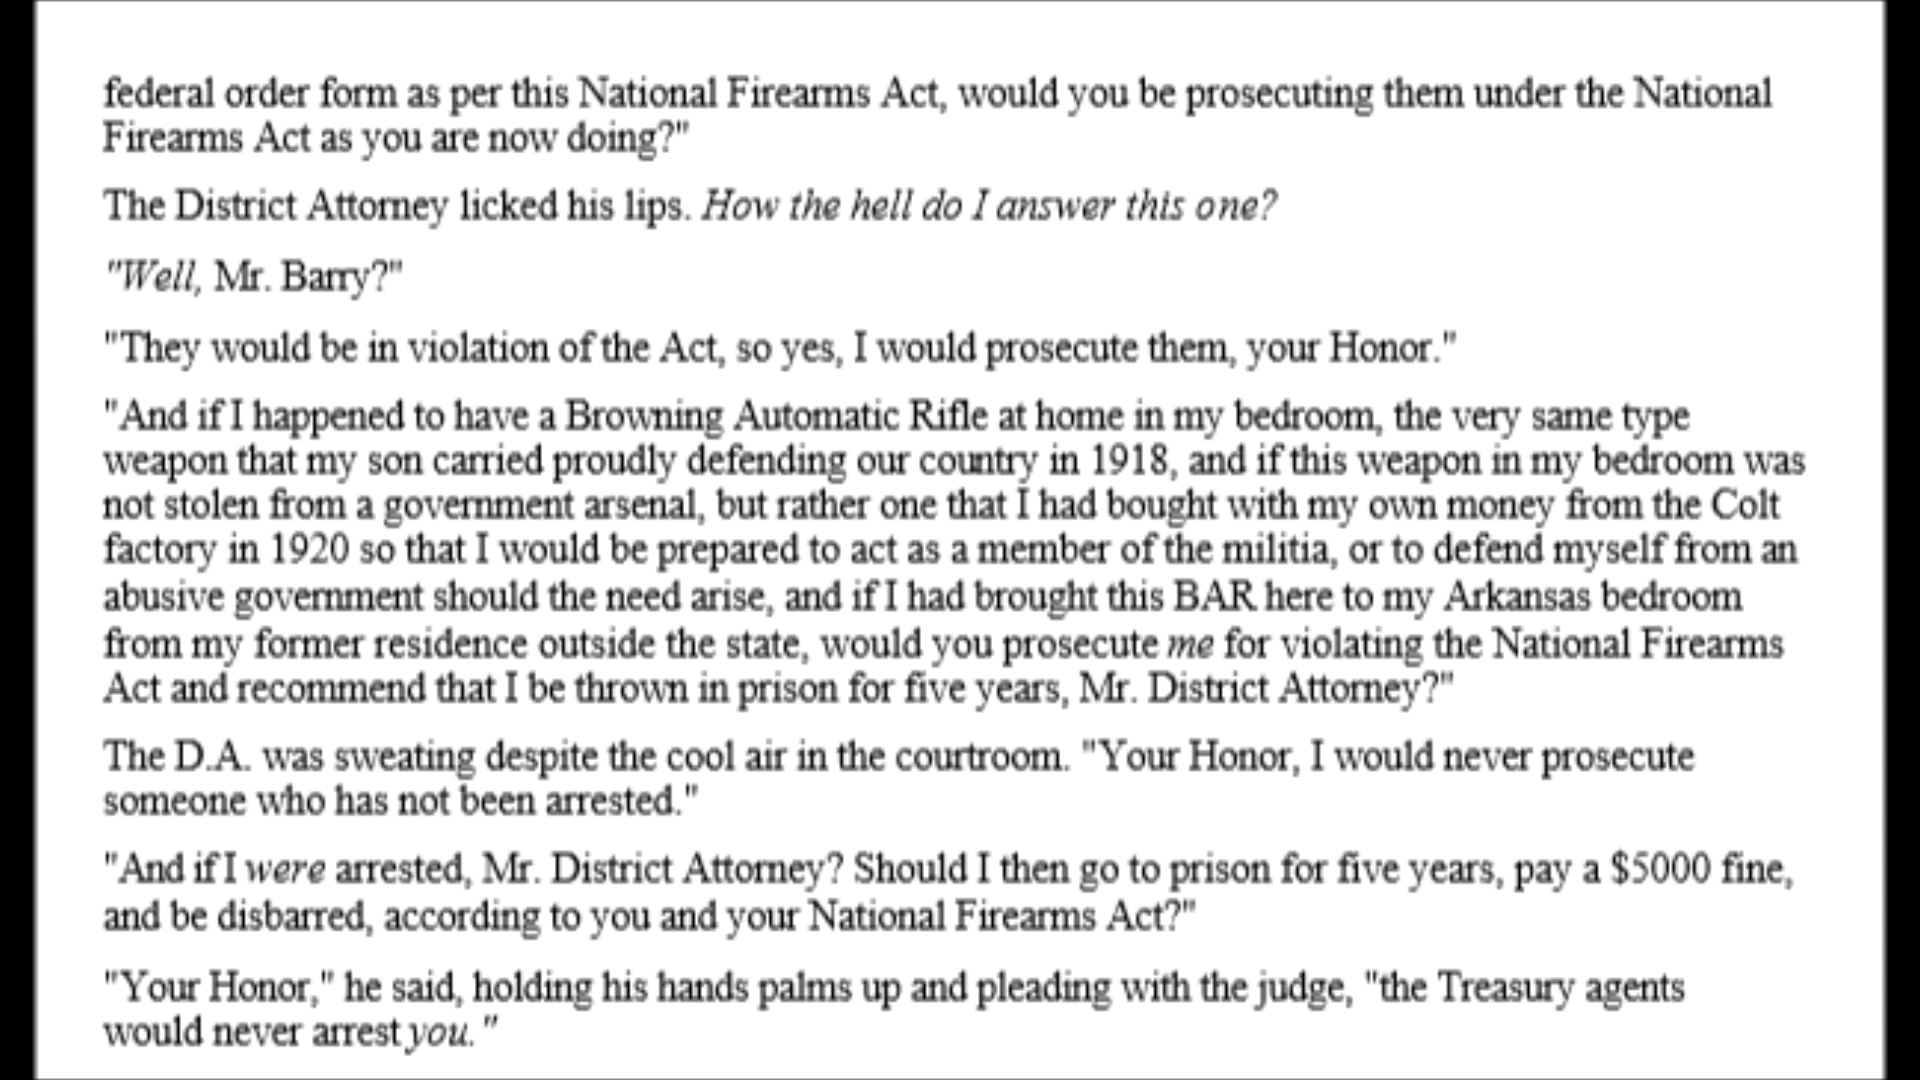 federal order form as per this National Firearms Act, would you be prosecuting them under the National
Firearms Act as you are now doing?"
The District Attorney licked his lips. How the hell do I answer this one?
"Well, Mr. Barry?"
"They would be in violation of the Act, so yes, I would prosecute them, your Honor."
"And if I happened to have a Browning Automatic Rifle at home in my bedroom, the very same type
weapon that my son carried proudly defending our country in 1918, and if this weapon in my bedroom was
not stolen from a government arsenal, but rather one that I had bought with my own money from the Colt
factory in 1920 so that I would be prepared to act as a member of the militia, or to defend myself from an
abusive government should the need arise, and if I had brought this BAR here to my Arkansas bedroom
from my former residence outside the state, would you prosecute me for violating the National Firearms
Act and recommend that I be thrown in prison for five years, Mr. District Attorney?"
The D.A. was sweating despite the cool air in the courtroom. "Your Honor, I would never prosecute
someone who has not been arrested."
"And if I were arrested, Mr. District Attorney? Should I then go to prison for five years, pay a $5000 fine,
and be disbarred, according to you and your National Firearms Act?"
"Your Honor," he said, holding his hands palms up and pleading with the judge, "the Treasury agents
would never arrest you."